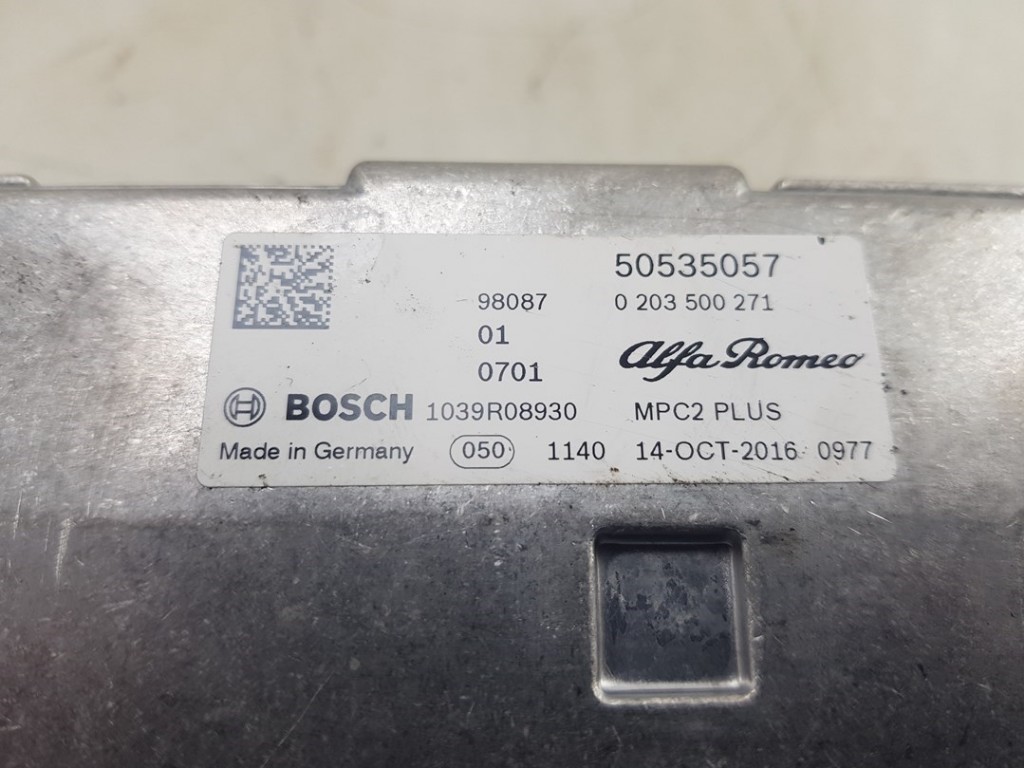 50535057
98087 0 203 500 271
01
0701 Alfa Romeo
BOSCH 1039R08930 MPC2 PLUS
Made in Germany 050 1140 14-OCT-2016 0977